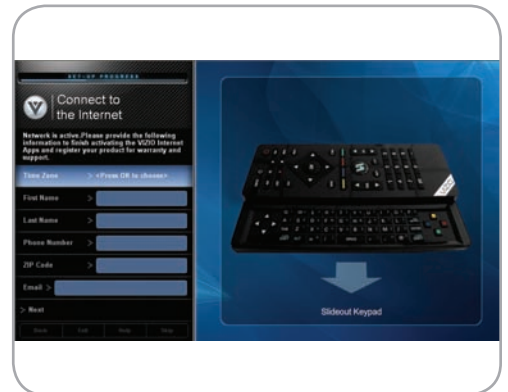 SET-UP PROGRESS
Connect to
the Internet
Network is active.Please provide the following
information to finish activating the VIZIO Internet
Apps and register your product for warranty and
support.
Time Zone > <Press OK to choose>
First Name >
Last Name >
Phone Number >
ZIP Code >
Email >
> Next
Back Exit Help Skip
VIZIO
Slideout Keypad